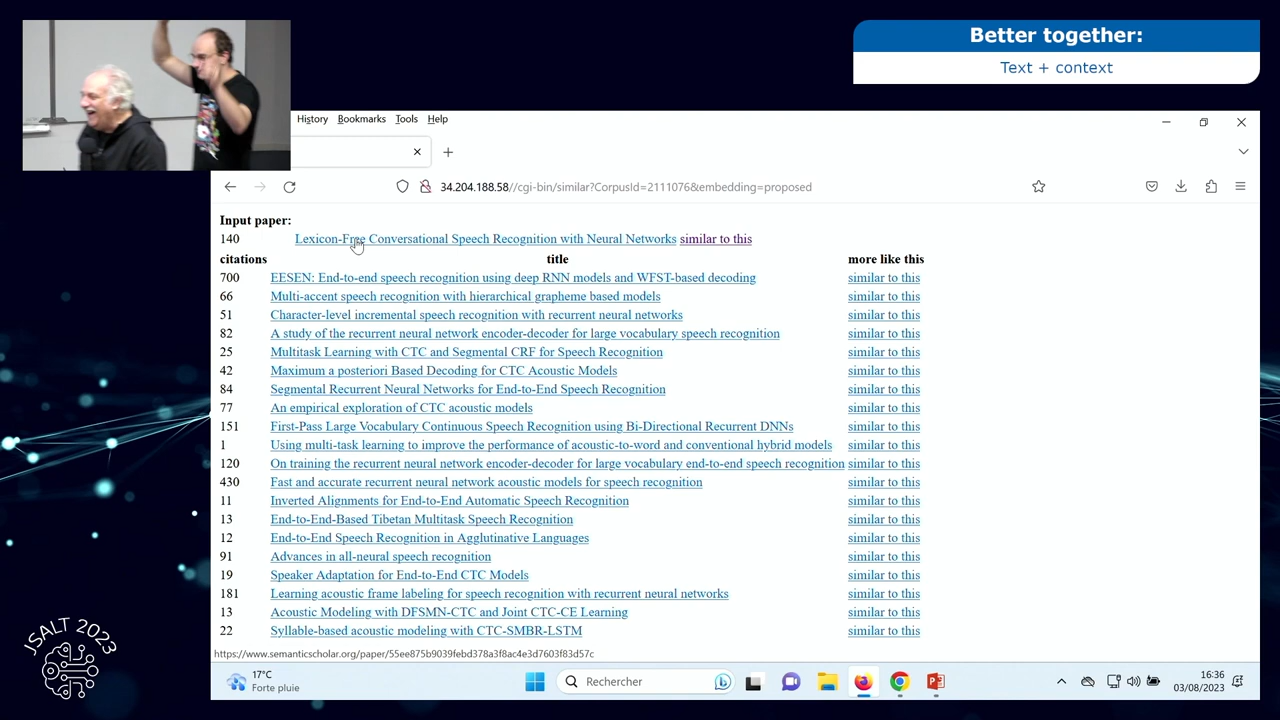 Better together:
Text + context
History Bookmarks Tools Help
34.204.188.58//cgi-bin/similar?CorpusId=2111076&embedding=proposed
Input paper:
140 Lexicon-Free Conversational Speech Recognition with Neural Networks similar to this
citations title more like this
700 EESEN: End-to-end speech recognition using deep RNN models and WFST-based decoding similar to this
66 Multi-accent speech recognition with hierarchical grapheme based models similar to this
51 Character-level incremental speech recognition with recurrent neural networks similar to this
82 A study of the recurrent neural network encoder-decoder for large vocabulary speech recognition similar to this
25 Multitask Learning with CTC and Segmental CRF for Speech Recognition similar to this
42 Maximum a posteriori Based Decoding for CTC Acoustic Models similar to this
84 Segmental Recurrent Neural Networks for End-to-End Speech Recognition similar to this
77 An empirical exploration of CTC acoustic models similar to this
151 First-Pass Large Vocabulary Continuous Speech Recognition using Bi-Directional Recurrent DNNs similar to this
1 Using multi-task learning to improve the performance of acoustic-to-word and conventional hybrid models similar to this
120 On training the recurrent neural network encoder-decoder for large vocabulary end-to-end speech recognition similar to this
430 Fast and accurate recurrent neural network acoustic models for speech recognition similar to this
11 Inverted Alignments for End-to-End Automatic Speech Recognition similar to this
13 End-to-End-Based Tibetan Multitask Speech Recognition similar to this
12 End-to-End Speech Recognition in Agglutinative Languages similar to this
91 Advances in all-neural speech recognition similar to this
19 Speaker Adaptation for End-to-End CTC Models similar to this
181 Learning acoustic frame labeling for speech recognition with recurrent neural networks similar to this
13 Acoustic Modeling with DFSMN-CTC and Joint CTC-CE Learning similar to this
22 Syllable-based acoustic modeling with CTC-SMBR-LSTM similar to this
https://www.semanticscholar.org/paper/55ee875b9039febd378a3f8ac4e3d7603f83d57c
JSALT 2023
17°C
Forte pluie
Rechercher
16:36
03/08/2023